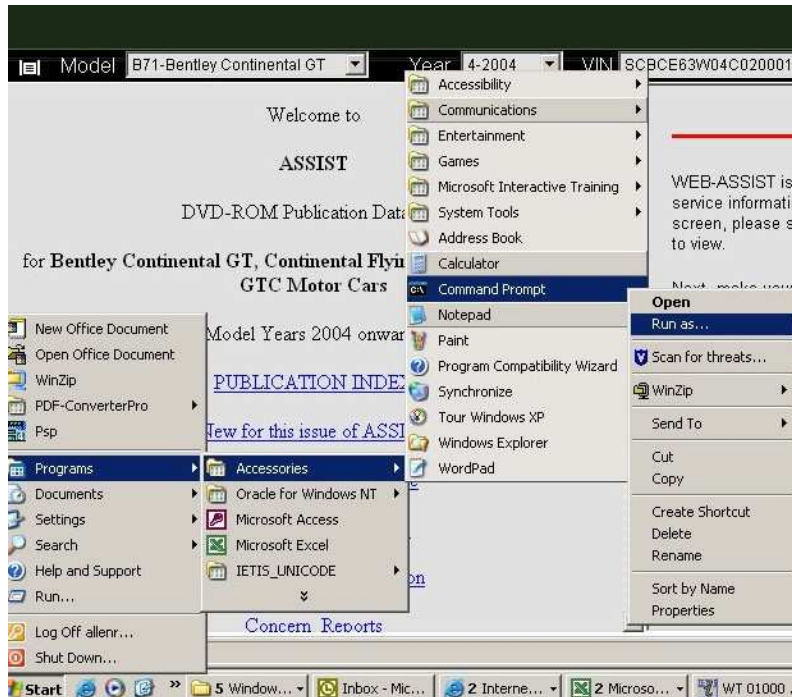 Model B71-Bentley Continental GT Year 4-2004 VIN SCBCE63W04C020001
Welcome to
ASSIST
DVD-ROM Publication Data
for Bentley Continental GT, Continental Flyin
GTC Motor Cars
Model Years 2004 onwar
PUBLICATION INDE
New for this issue of ASSI
on
Concern Reports
WEB-ASSIST is
service informati
screen, please s
to view.
Next, make your
Accessibility
Communications
Entertainment
Games
Microsoft Interactive Training
System Tools
Address Book
Calculator
Command Prompt
Notepad
Paint
Program Compatibility Wizard
Synchronize
Tour Windows XP
Windows Explorer
WordPad
Open
Run as...
Scan for threats...
WinZip
Send To
Cut
Copy
Create Shortcut
Delete
Rename
Sort by Name
Properties
New Office Document
Open Office Document
WinZip
PDF-ConverterPro
Psp
Programs
Documents
Settings
Search
Help and Support
Run...
Log Off allenr...
Shut Down...
Accessories
Oracle for Windows NT
Microsoft Access
Microsoft Excel
IETIS_UNICODE
Start » 5 Window... Inbox - Mic... 2 Interne... 2 Microso... WT 01000